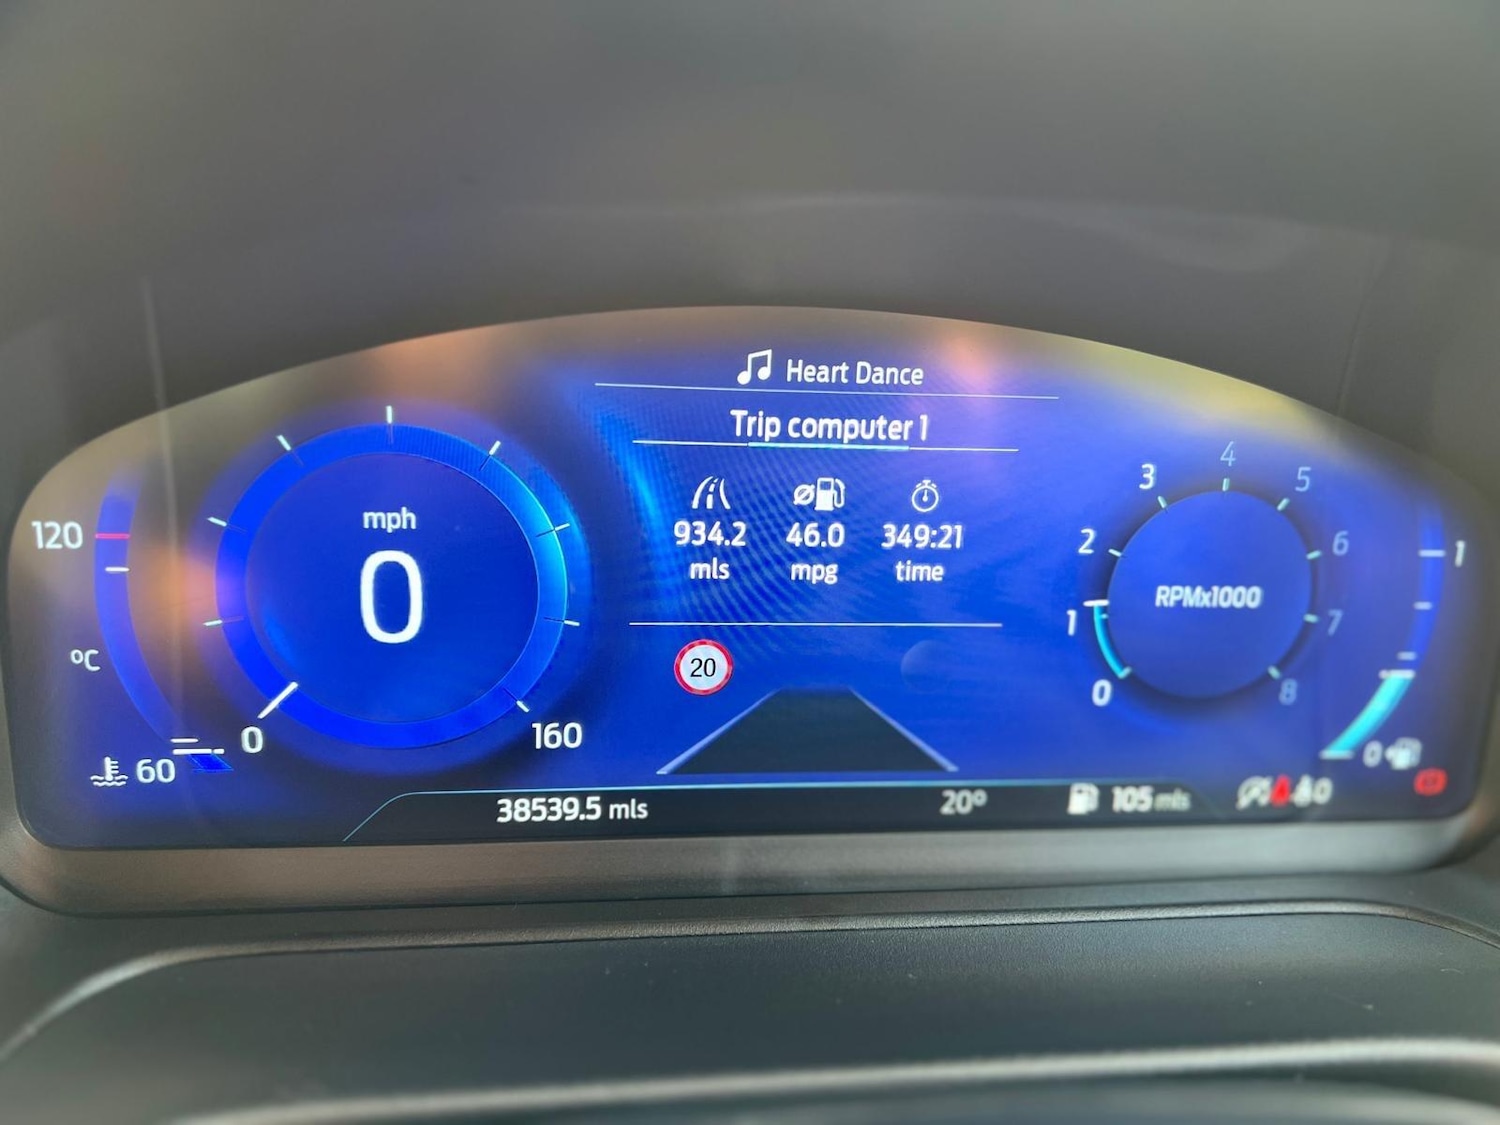 Heart Dance
Trip computer 1
934.2 46.0 349:21
mls mpg time
20
120
°C
60
mph
0
0
160
RPMx1000
0
1
2
3
4
5
6
7
8
1
0
38539.5 mls
20°
105 mls
0